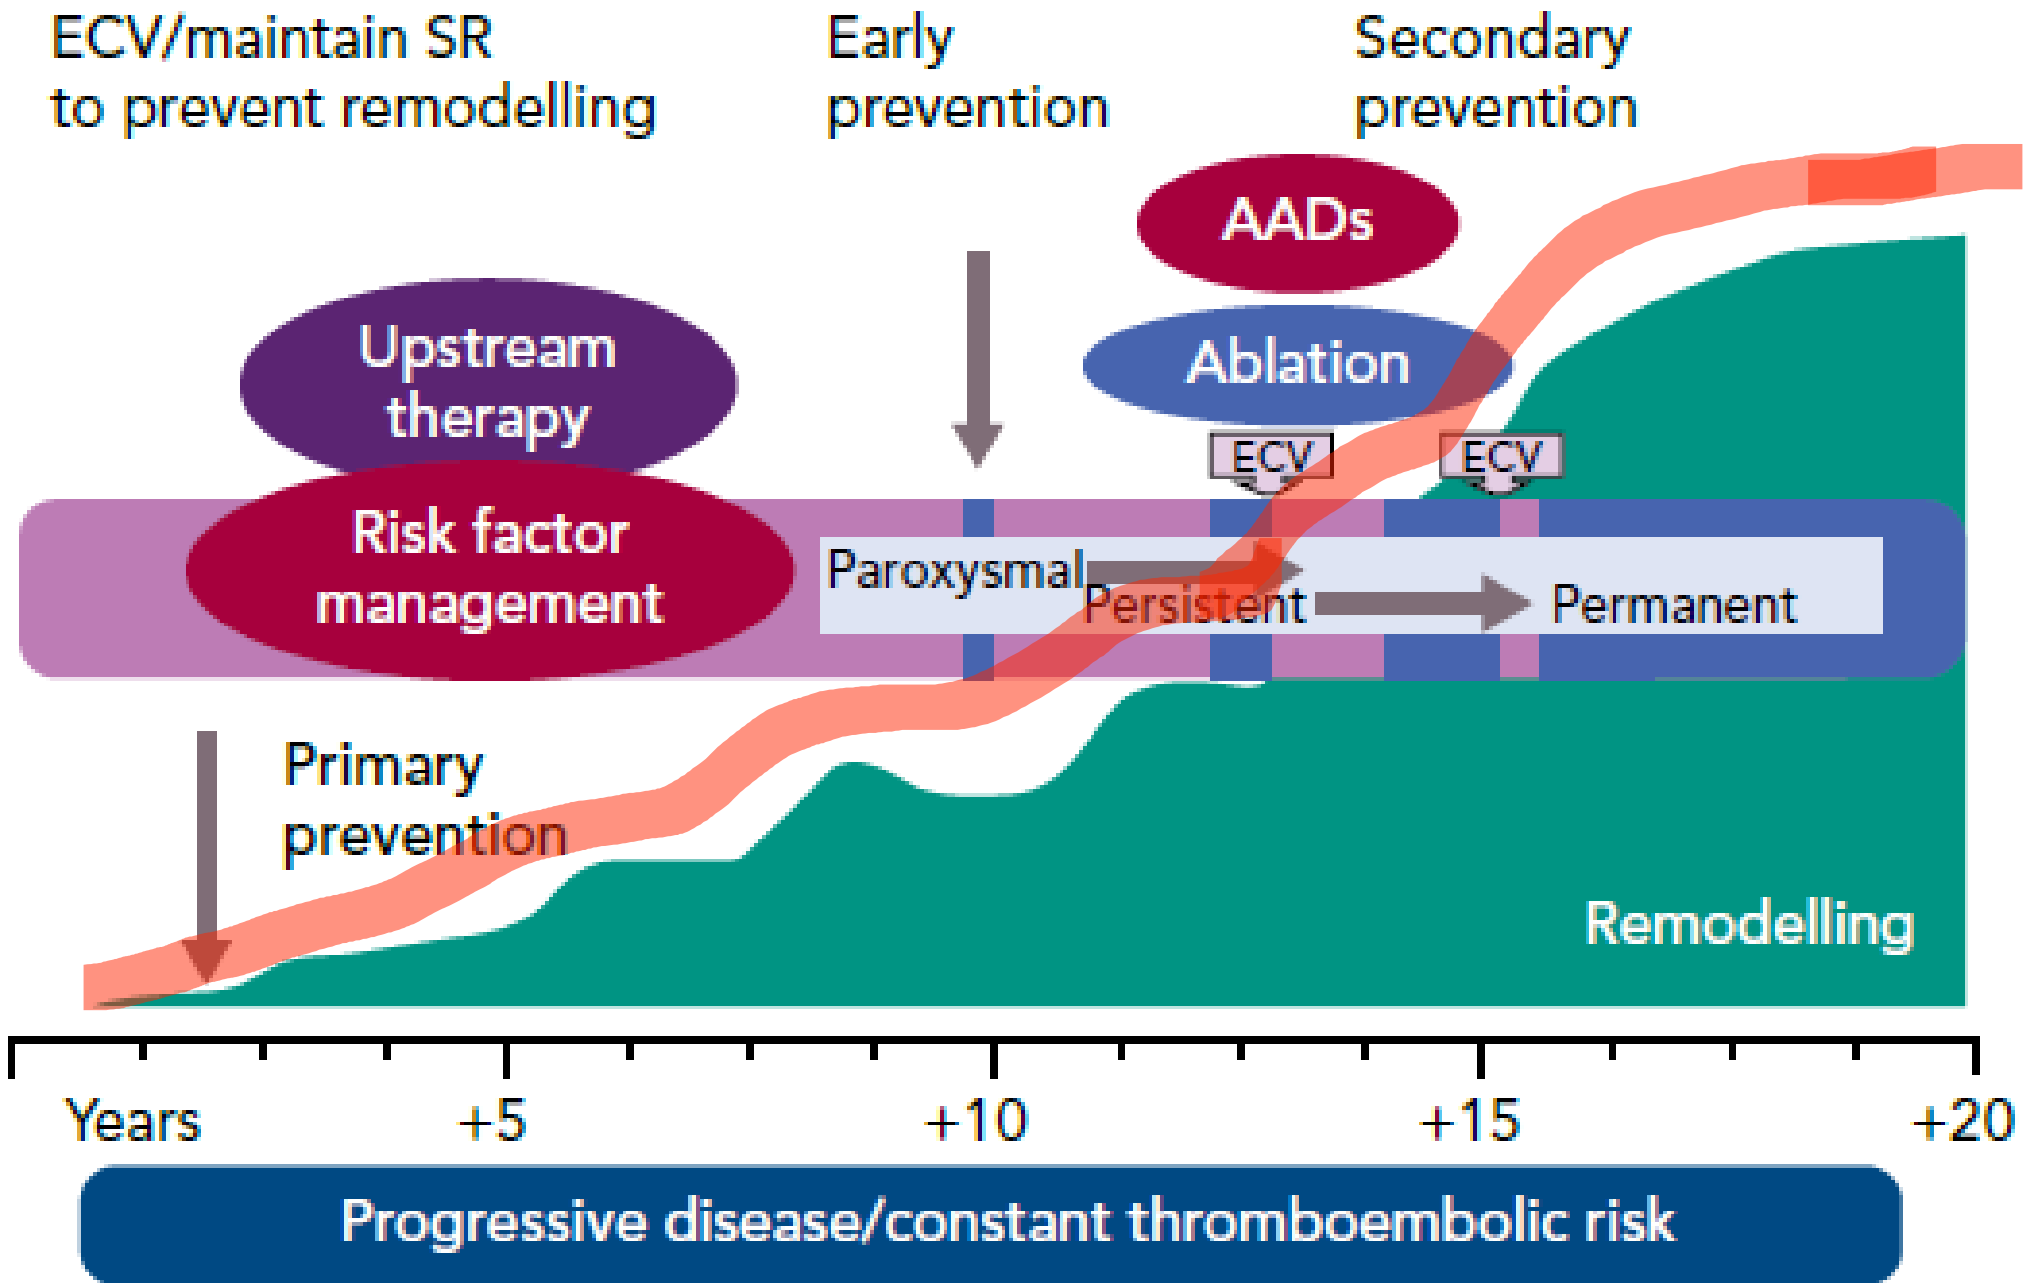 ECV/maintain SR
to prevent remodelling
Early
prevention
Secondary
prevention
AADs
Upstream
therapy
Ablation
ECV
ECV
Risk factor
management
Paroxysmal
Persistent
Permanent
Primary
prevention
Remodelling
Years
+5
+10
+15
+20
Progressive disease/constant thromboembolic risk